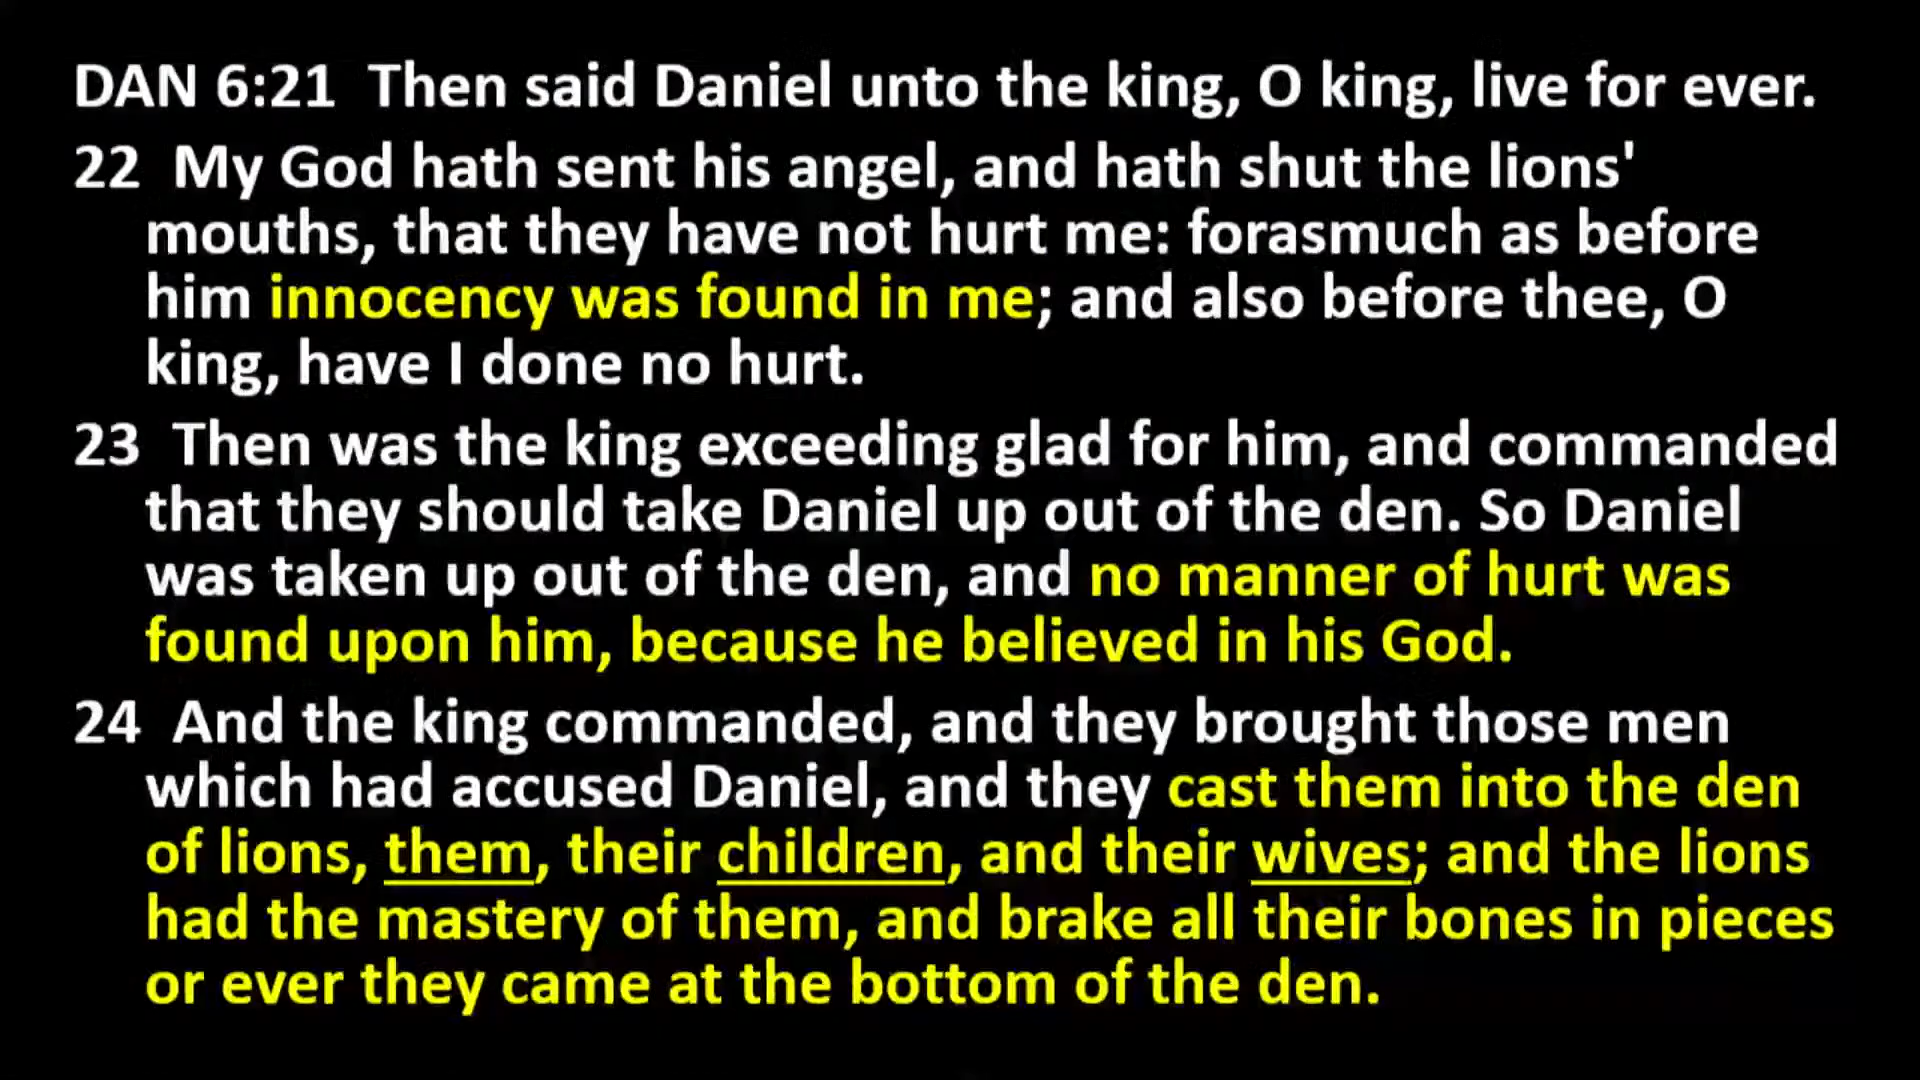 DAN 6:21  Then said Daniel unto the king, O king, live for ever.
22  My God hath sent his angel, and hath shut the lions'
mouths, that they have not hurt me: forasmuch as before
him innocency was found in me; and also before thee, O
king, have I done no hurt.
23  Then was the king exceeding glad for him, and commanded
that they should take Daniel up out of the den. So Daniel
was taken up out of the den, and no manner of hurt was
found upon him, because he believed in his God.
24  And the king commanded, and they brought those men
which had accused Daniel, and they cast them into the den
of lions, them, their children, and their wives; and the lions
had the mastery of them, and brake all their bones in pieces
or ever they came at the bottom of the den.